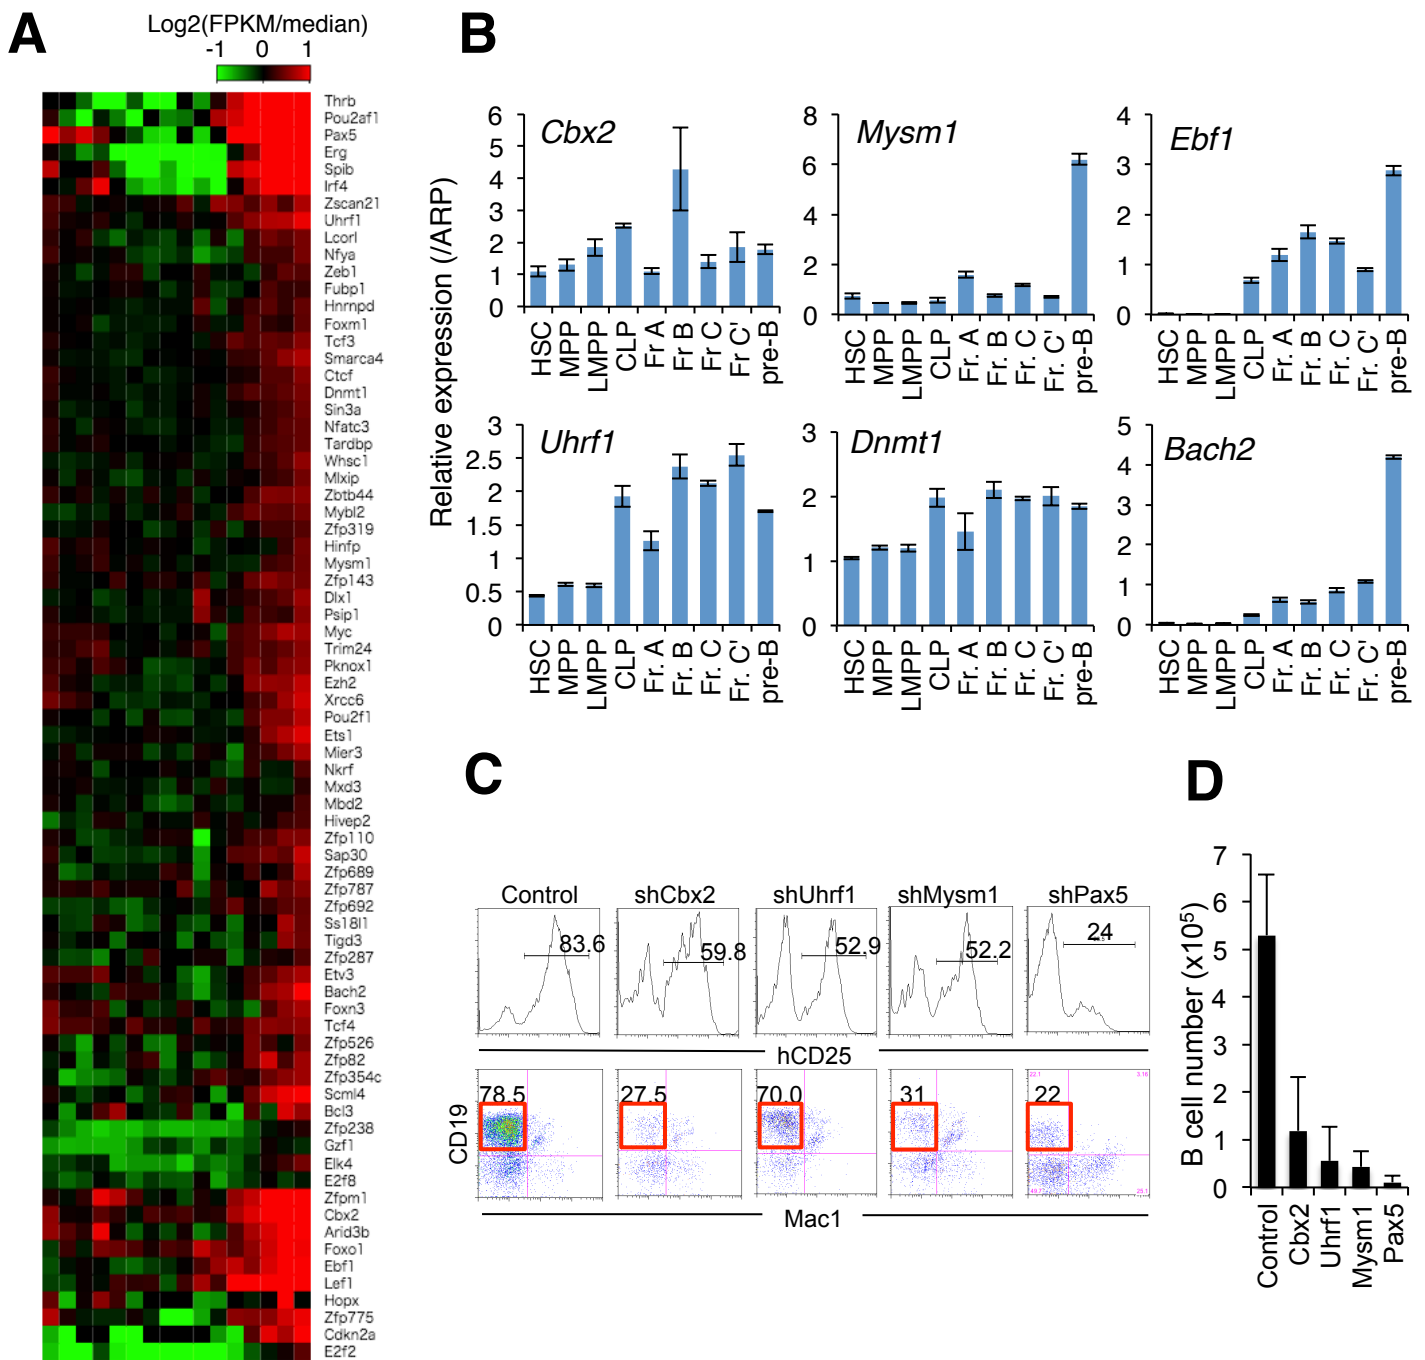 A
Log2(FPKM/median)
-1 0 1
Thrb
Pou2af1
Pax5
Erg
Spib
Irf4
Zscan21
Uhrf1
Lcorl
Nfya
Zeb1
Fubp1
Hnrnpd
Foxm1
Tcf3
Smarca4
Ctcf
Dnmt1
Sin3a
Nfatc3
Tardbp
Whsc1
Mlxip
Zbtb44
Mybl2
Zfp319
Hinfp
Mysm1
Zfp143
Dlx1
Psip1
Myc
Trim24
Pknox1
Ezh2
Xrcc6
Pou2f1
Ets1
Mier3
Nkrf
Mxd3
Mbd2
Hivep2
Zfp110
Sap30
Zfp689
Zfp787
Zfp692
Ss18l1
Tigd3
Zfp287
Etv3
Bach2
Foxn3
Tcf4
Zfp526
Zfp82
Zfp354c
Scml4
Bcl3
Zfp238
Gzf1
Elk4
E2f8
Zfpm1
Cbx2
Arid3b
Foxo1
Ebf1
Lef1
Hopx
Zfp775
Cdkn2a
E2f2
B
Relative expression (/ARP)
Cbx2
6
5
4
3
2
1
0
HSC
MPP
LMPP
CLP
Fr A
Fr B
Fr C
Fr C'
pre-B
Mysm1
8
6
4
2
0
HSC
MPP
LMPP
CLP
Fr. A
Fr. B
Fr. C
Fr. C'
pre-B
Ebf1
4
3
2
1
0
HSC
MPP
LMPP
CLP
Fr. A
Fr. B
Fr. C
Fr. C'
pre-B
Uhrf1
3
2.5
2
1.5
1
0.5
0
HSC
MPP
LMPP
CLP
Fr. A
Fr. B
Fr. C
Fr. C'
pre-B
Dnmt1
3
2
1
0
HSC
MPP
LMPP
CLP
Fr. A
Fr. B
Fr. C
Fr. C'
pre-B
Bach2
5
4
3
2
1
0
HSC
MPP
LMPP
CLP
Fr. A
Fr. B
Fr. C
Fr. C'
pre-B
C
Control shCbx2 shUhrf1 shMysm1 shPax5
83.6 59.8 52.9 52.2 24
hCD25
78.5 27.5 70.0 31 22
22.1 3.16
25.1
CD19
Mac1
D
B cell number (x10⁵)
7
6
5
4
3
2
1
0
Control
Cbx2
Uhrf1
Mysm1
Pax5